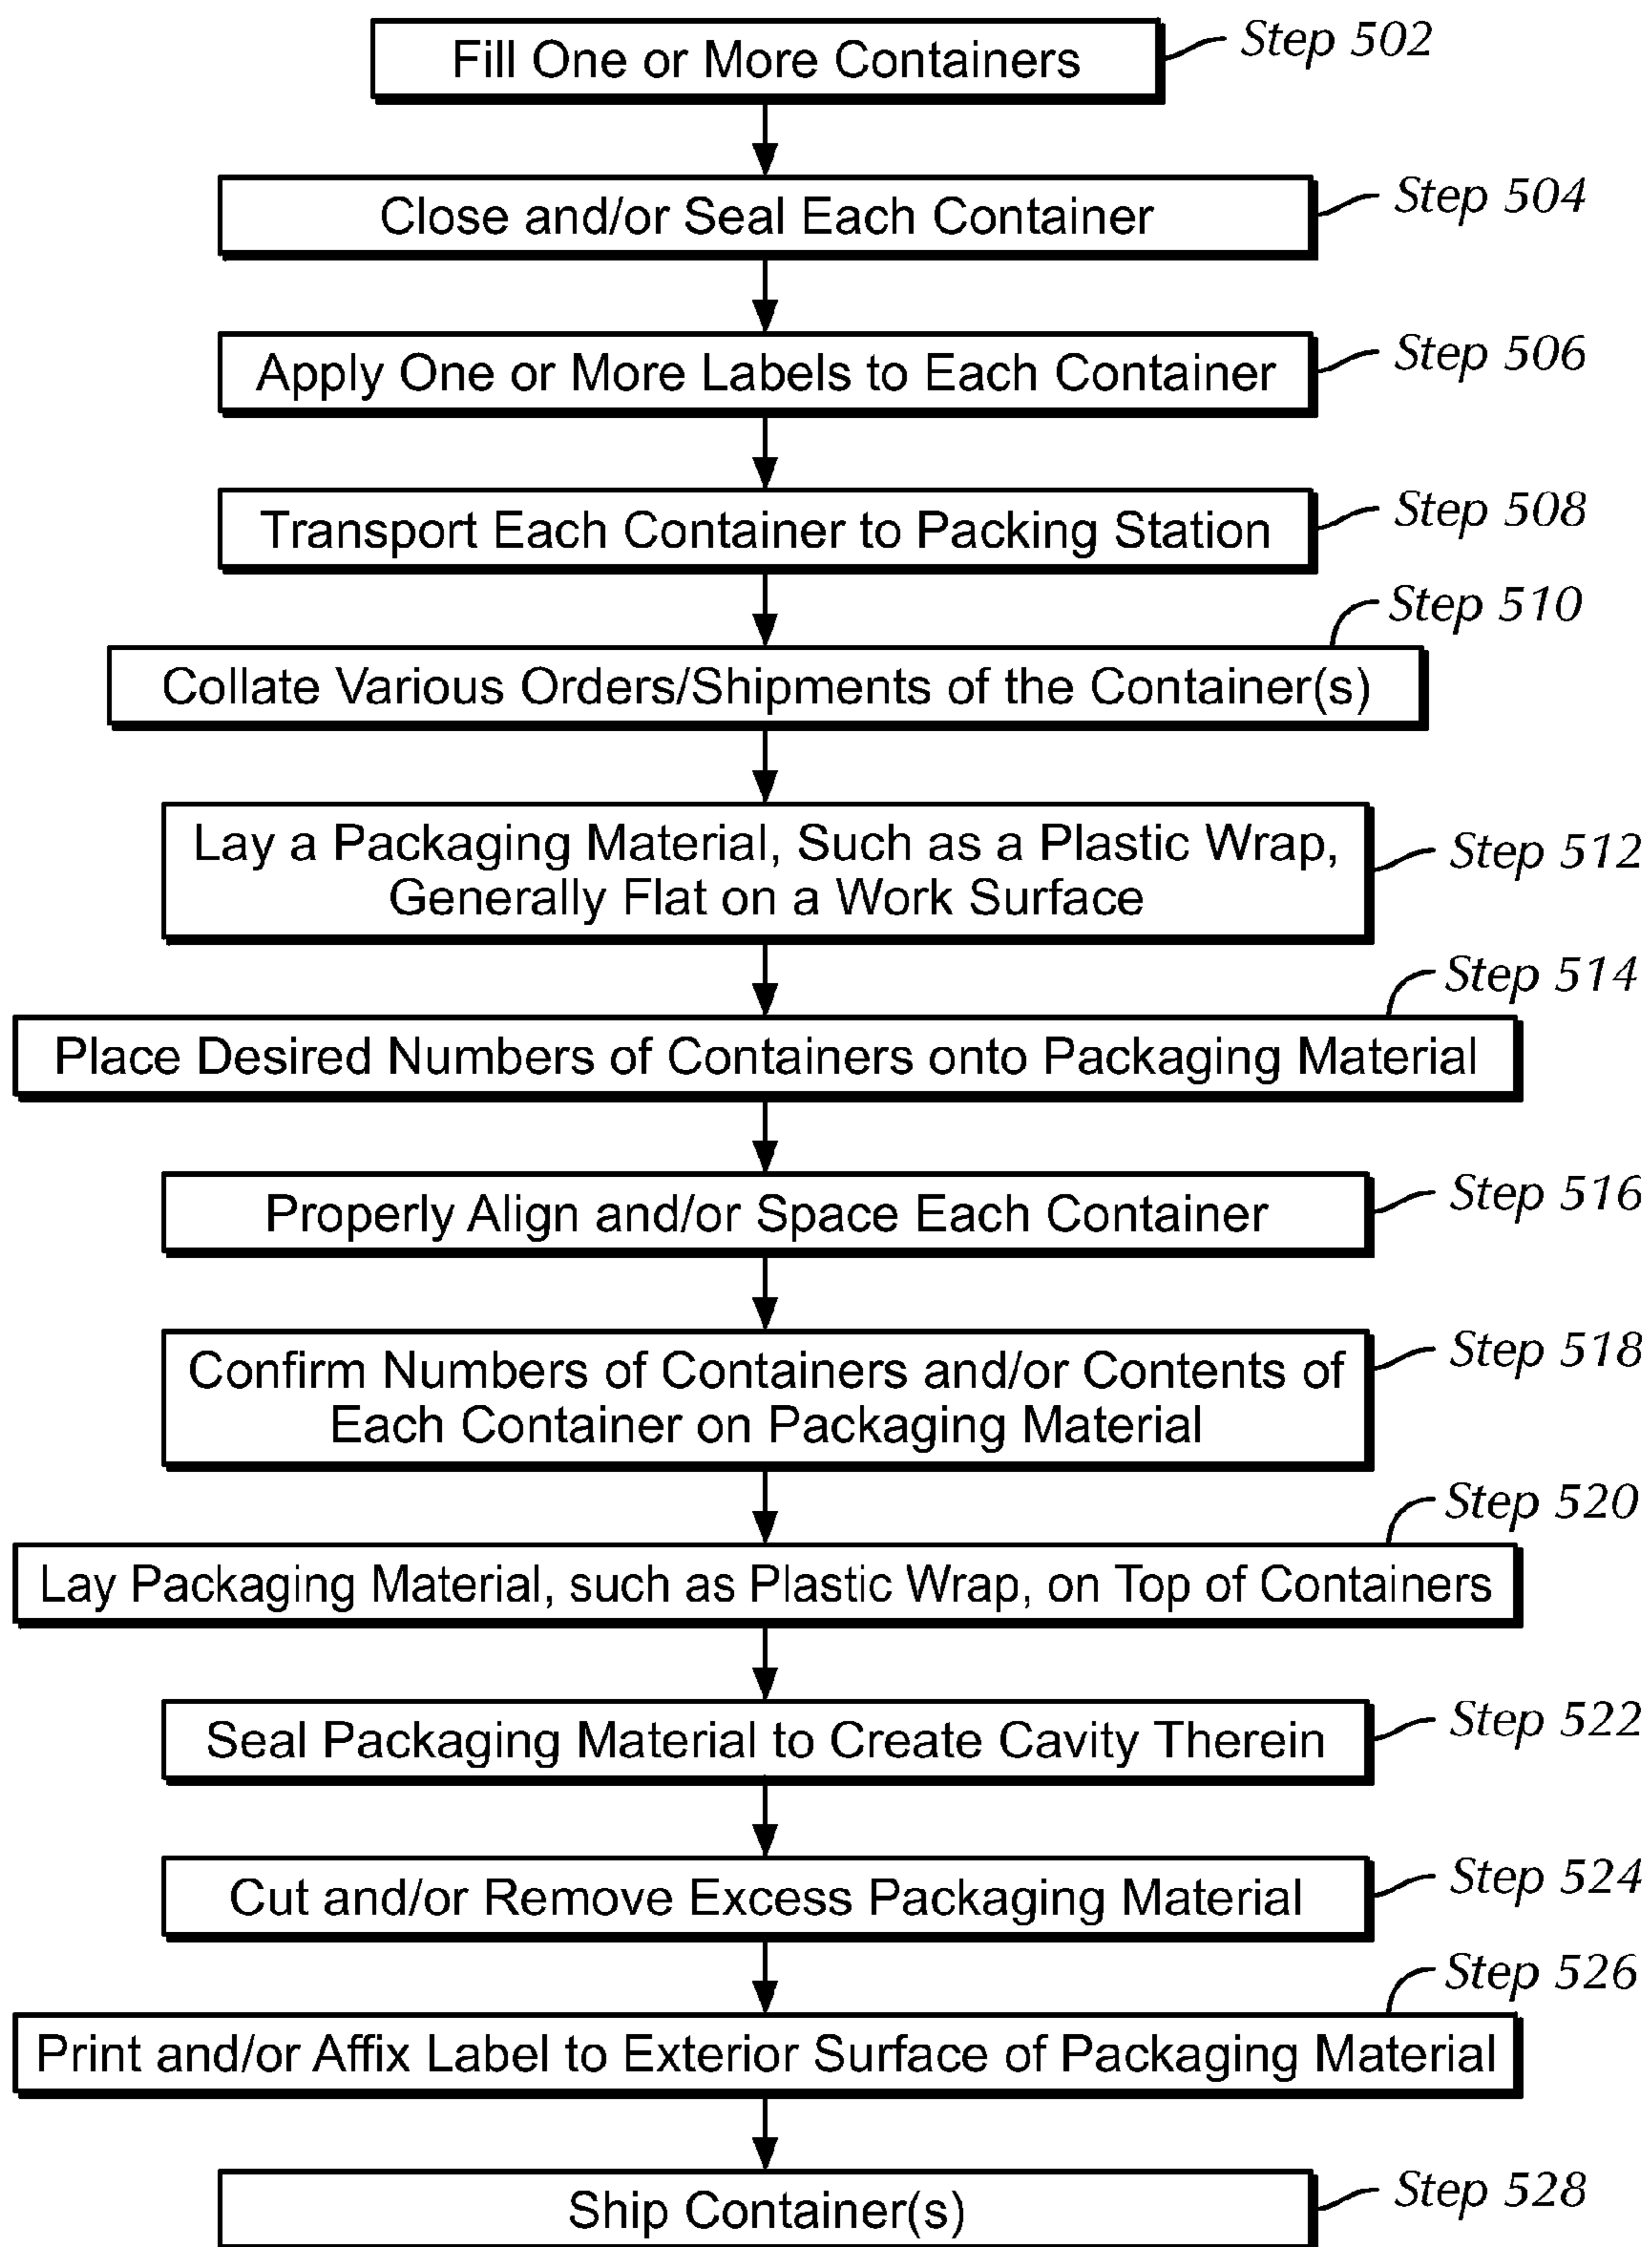 Fill One or More Containers
Step 502
Close and/or Seal Each Container
Step 504
Apply One or More Labels to Each Container
Step 506
Transport Each Container to Packing Station
Step 508
Step 510
Collate Various Orders/Shipments of the Container(s)
Lay a Packaging Material, Such as a Plastic Wrap,
Generally Flat on a Work Surface
Step 512
Step 514
Place Desired Numbers of Containers onto Packaging Material
Properly Align and/or Space Each Container
Step 516
Confirm Numbers of Containers and/or Contents of
Each Container on Packaging Material
Step 518
Step 520
Lay Packaging Material, such as Plastic Wrap, on Top of Containers
Seal Packaging Material to Create Cavity Therein
Step 522
Cut and/or Remove Excess Packaging Material
Step 524
Step 526
Print and/or Affix Label to Exterior Surface of Packaging Material
Ship Container(s)
Step 528